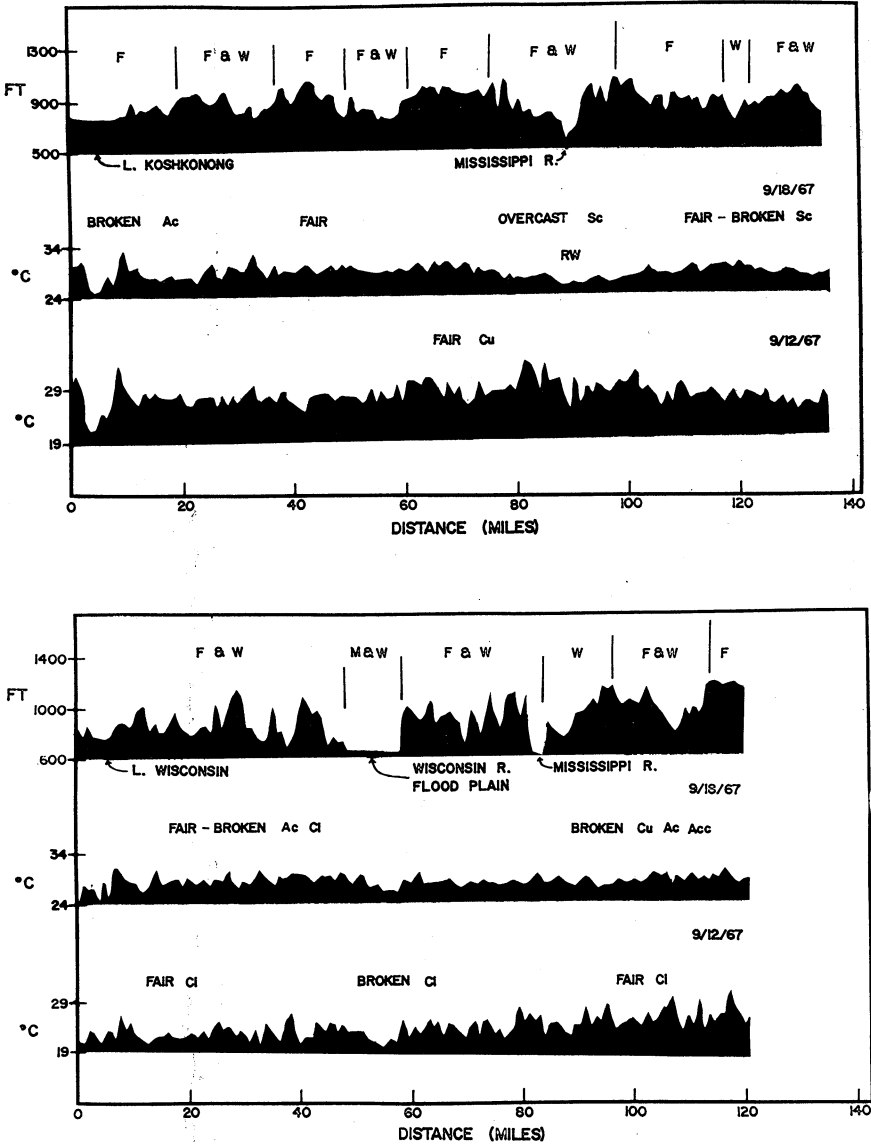 1300 F F & W F F & W F F & W F W F & W
FT
900
500
L. KOSHKONONG MISSISSIPPI R.
9/18/67
BROKEN Ac FAIR OVERCAST Sc FAIR - BROKEN Sc
34
RW
°C
24
FAIR Cu 9/12/67
29
°C
19
0 20 40 60 80 100 120 140
DISTANCE (MILES)
1400 F & W M & W F & W W F & W F
FT
1000
600
L. WISCONSIN WISCONSIN R. MISSISSIPPI R.
FLOOD PLAIN
9/18/67
FAIR - BROKEN Ac CI BROKEN Cu Ac Acc
34
°C
24
9/12/67
FAIR CI BROKEN CI FAIR CI
29
°C
19
0 20 40 60 80 100 120 140
DISTANCE (MILES)